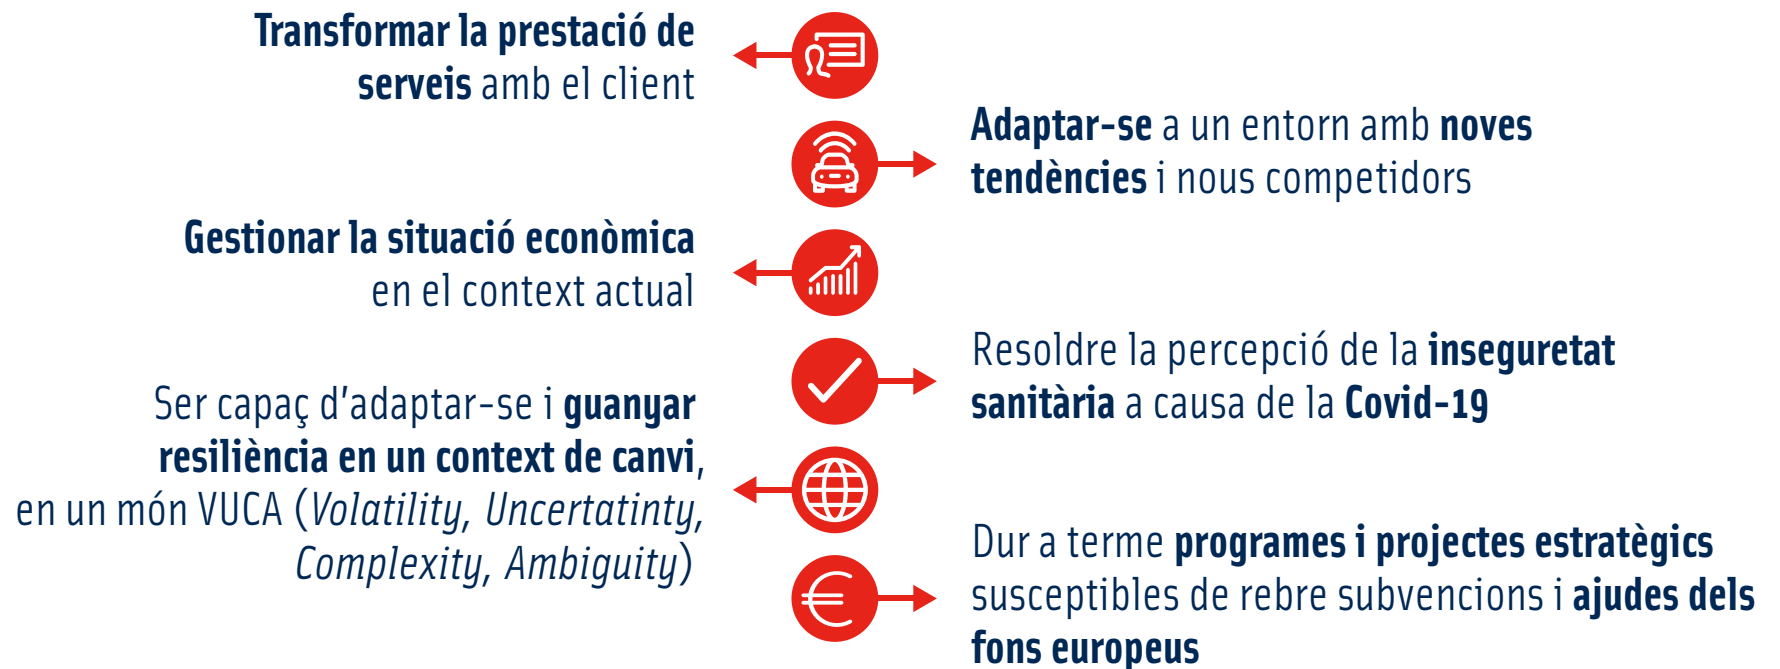 Transformar la prestació de
serveis amb el client
Adaptar-se a un entorn amb noves
tendències i nous competidors
Gestionar la situació econòmica
en el context actual
Resoldre la percepció de la inseguretat
sanitària a causa de la Covid-19
Ser capaç d'adaptar-se i guanyar
resiliència en un context de canvi,
en un món VUCA (Volatility, Uncertatinty,
Complexity, Ambiguity)
Dur a terme programes i projectes estratègics
susceptibles de rebre subvencions i ajudes dels
fons europeus